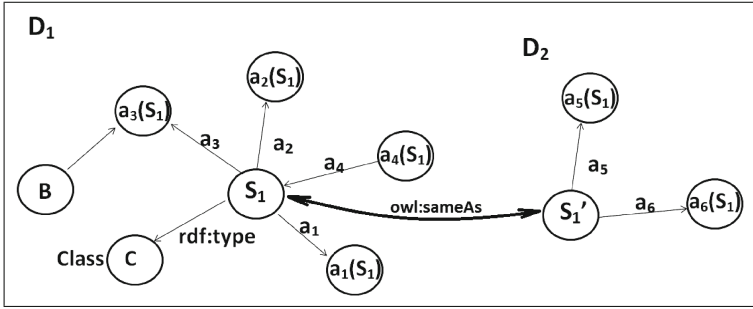 D₁
D₂
a₂(S₁)
a₅(S₁)
a₃(S₁)
a₃
a₂
a₄(S₁)
a₄
a₅
B
S₁
owl:sameAs
S₁’
a₆
a₆(S₁)
rdf:type
a₁
Class C
a₁(S₁)